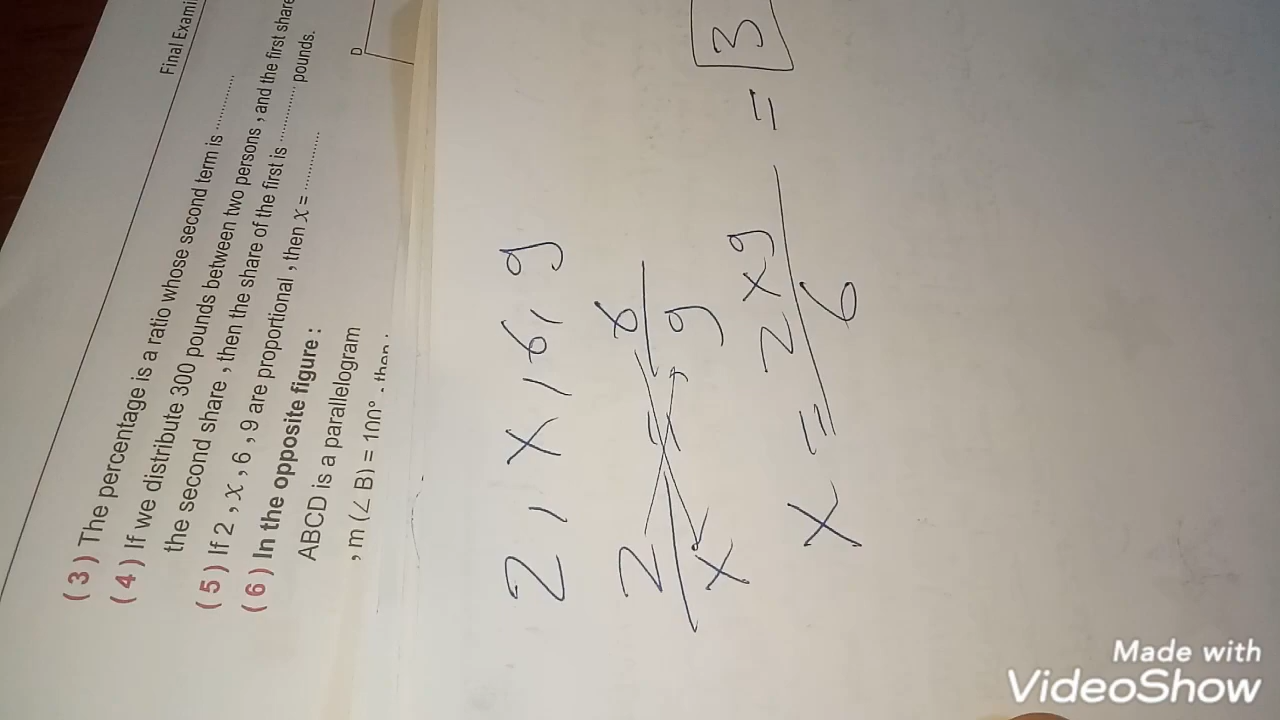 Final Exami
( 3 ) The percentage is a ratio whose second term is ............
( 4 ) If we distribute 300 pounds between two persons , and the first share
the second share , then the share of the first is ............ pounds.
( 5 ) If 2 , x , 6 , 9 are proportional , then x = ............
( 6 ) In the opposite figure :
ABCD is a parallelogram
, m (∠ B) = 100° , then :
D
2 , x , 6 , 9
2/x = 6/9
x = 2x9/6 = 3
Made with
VideoShow